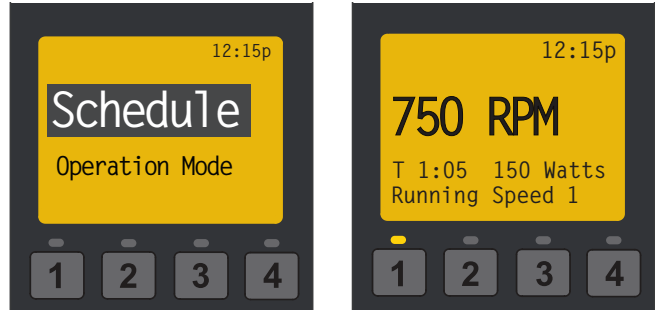 12:15p
Schedule
Operation Mode
1 2 3 4
12:15p
750 RPM
T 1:05 150 Watts
Running Speed 1
1 2 3 4